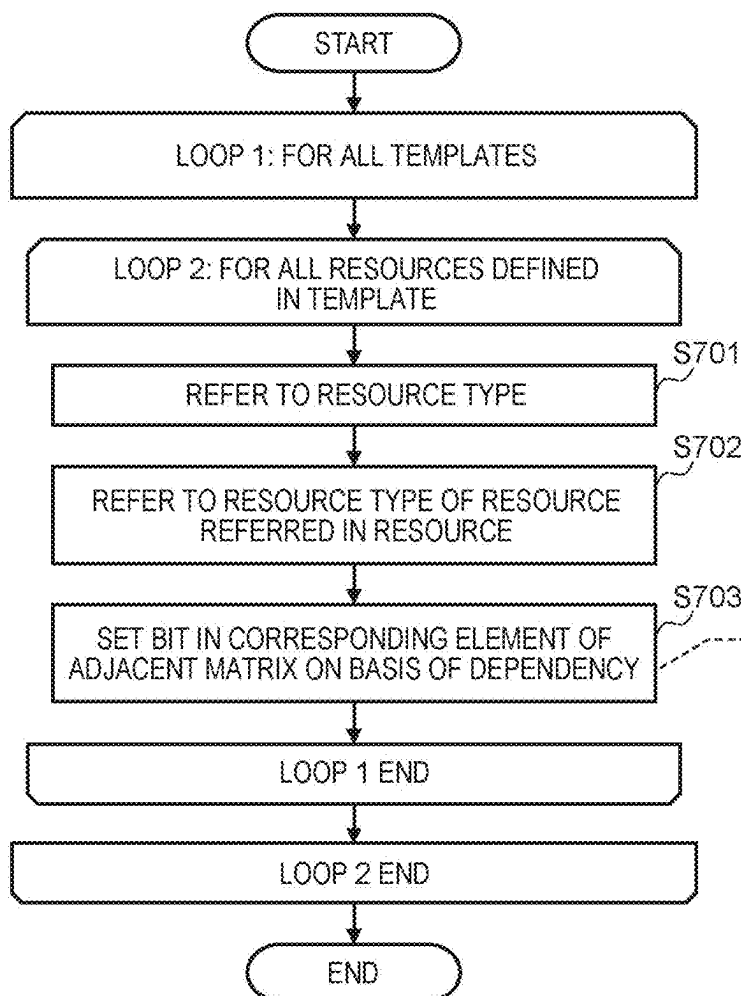 START
LOOP 1: FOR ALL TEMPLATES
LOOP 2: FOR ALL RESOURCES DEFINED
IN TEMPLATE
S701
REFER TO RESOURCE TYPE
S702
REFER TO RESOURCE TYPE OF RESOURCE
REFERRED IN RESOURCE
S703
SET BIT IN CORRESPONDING ELEMENT OF
ADJACENT MATRIX ON BASIS OF DEPENDENCY
LOOP 1 END
LOOP 2 END
END